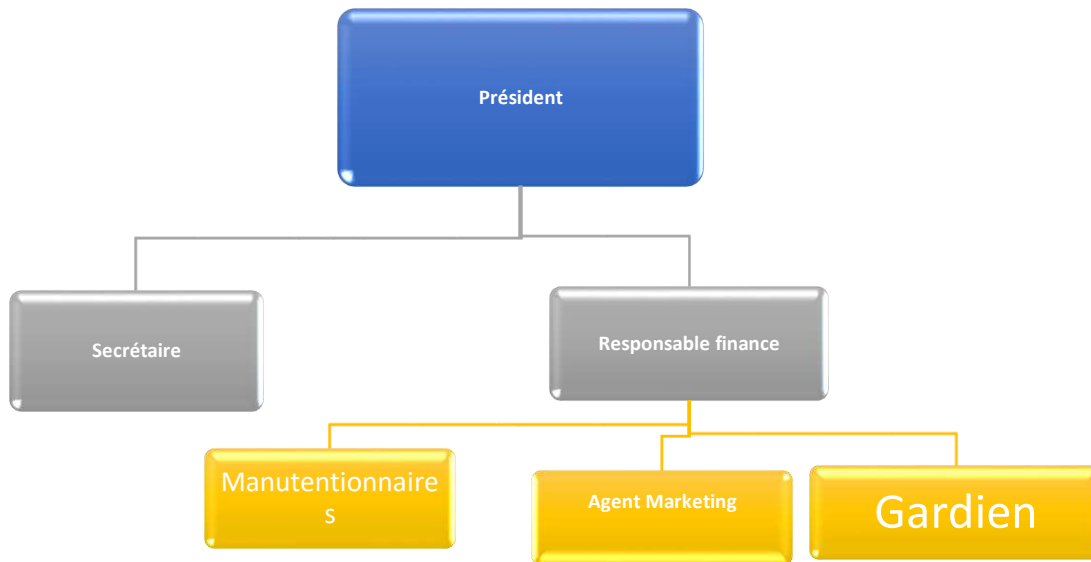 Président
Secrétaire
Responsable finance
Manutentionnaire
S
Agent Marketing
Gardien